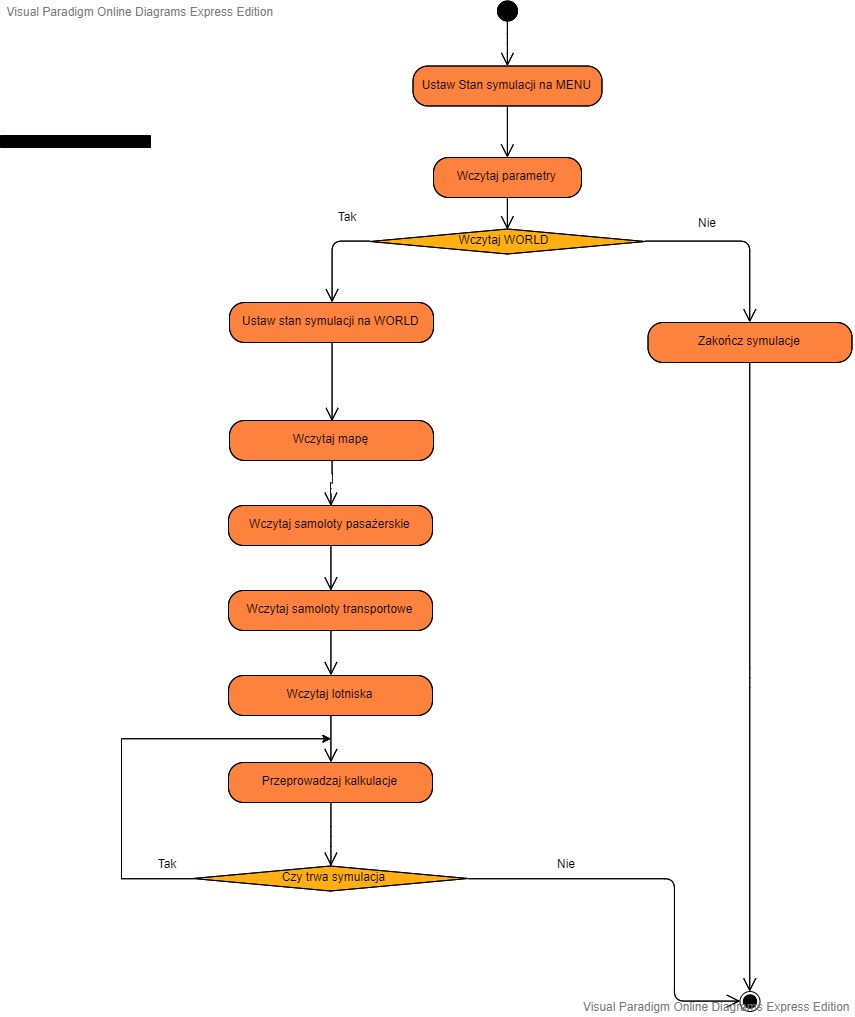 Visual Paradigm Online Diagrams Express Edition
Ustaw Stan symulacji na MENU
Wczytaj parametry
Tak
Nie
Wczytaj WORLD
Ustaw stan symulacji na WORLD
Zakończ symulacje
Wczytaj mapę
Wczytaj samoloty pasażerskie
Wczytaj samoloty transportowe
Wczytaj lotniska
Przeprowadzaj kalkulacje
Tak
Nie
Czy trwa symulacja
Visual Paradigm Online Diagrams Express Edition